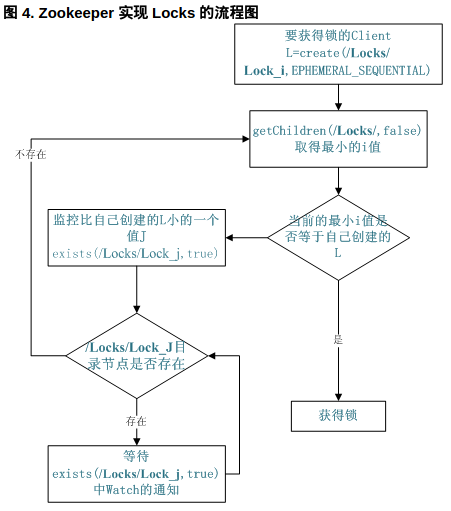 图 4. Zookeeper 实现 Locks 的流程图
要获得锁的Client
L=create(/Locks/
Lock_i,EPHEMERAL_SEQUENTIAL)
getChildren(/Locks/,false)
取得最小的i值
不存在
监控比自己创建的L小的一个
值J
exists(/Locks/Lock_j,true)
当前的最小i值是
否等于自己创建的
L
是
/Locks/Lock_J目
录节点是否存在
存在
获得锁
等待
exists(/Locks/Lock_j,true)
中Watch的通知